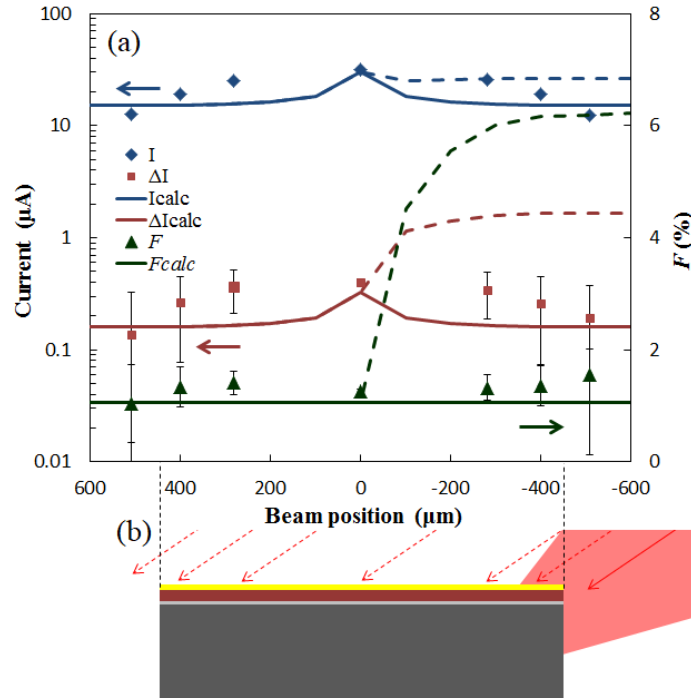 100
10
1
0.1
0.01
Current (µA)
(a)
I
ΔI
Icalc
ΔIcalc
F
Fcalc
8
6
4
2
0
F (%)
600 400 200 0 -200 -400 -600
Beam position (µm)
(b)